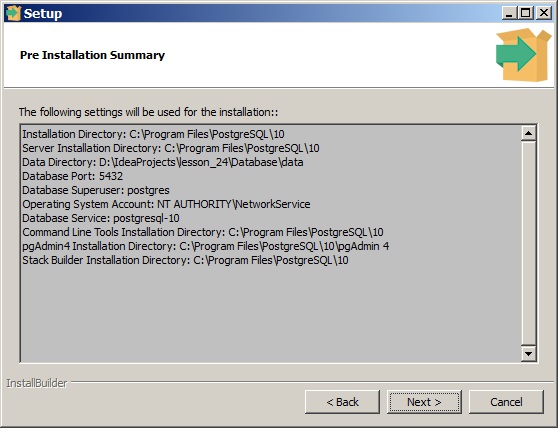 Setup
Pre Installation Summary
The following settings will be used for the installation::
Installation Directory: C:\Program Files\PostgreSQL\10
Server Installation Directory: C:\Program Files\PostgreSQL\10
Data Directory: D:\IdeaProjects\lesson_24\Database\data
Database Port: 5432
Database Superuser: postgres
Operating System Account: NT AUTHORITY\NetworkService
Database Service: postgresql-10
Command Line Tools Installation Directory: C:\Program Files\PostgreSQL\10
pgAdmin4 Installation Directory: C:\Program Files\PostgreSQL\10\pgAdmin 4
Stack Builder Installation Directory: C:\Program Files\PostgreSQL\10
InstallBuilder
< Back Next > Cancel